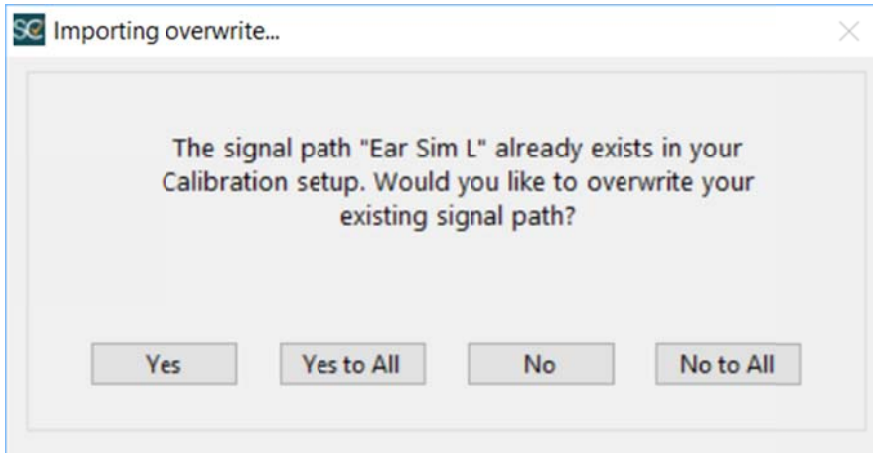 SC Importing overwrite...
The signal path "Ear Sim L" already exists in your
Calibration setup. Would you like to overwrite your
existing signal path?
Yes Yes to All No No to All